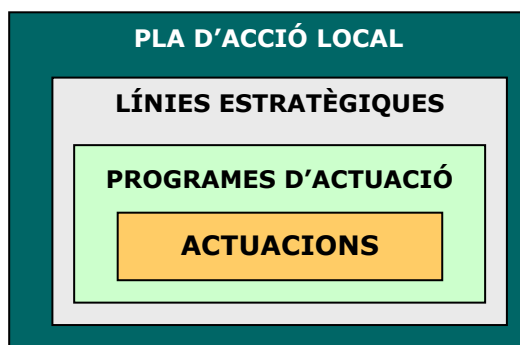 PLA D’ACCIÓ LOCAL
LÍNIES ESTRATÈGIQUES
PROGRAMES D’ACTUACIÓ
ACTUACIONS